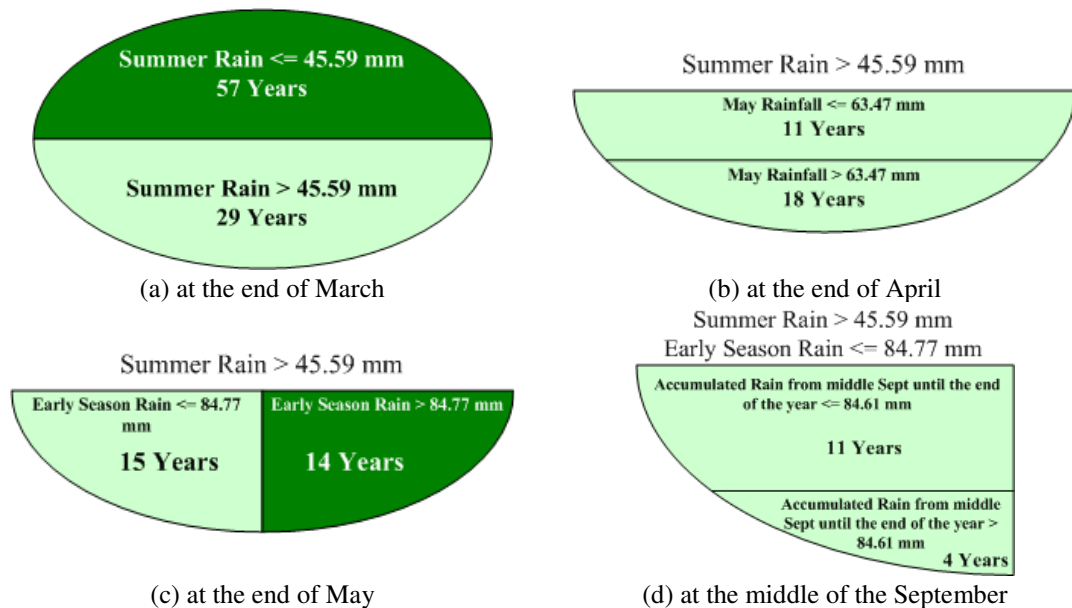 Summer Rain <= 45.59 mm
57 Years
Summer Rain > 45.59 mm
29 Years
(a) at the end of March
Summer Rain > 45.59 mm
May Rainfall <= 63.47 mm
11 Years
May Rainfall > 63.47 mm
18 Years
(b) at the end of April
Summer Rain > 45.59 mm
Early Season Rain <= 84.77
mm
15 Years
Early Season Rain > 84.77 mm
14 Years
(c) at the end of May
Summer Rain > 45.59 mm
Early Season Rain <= 84.77 mm
Accumulated Rain from middle Sept until the end
of the year <= 84.61 mm
11 Years
Accumulated Rain from middle
Sept until the end of the year >
84.61 mm
4 Years
(d) at the middle of the September